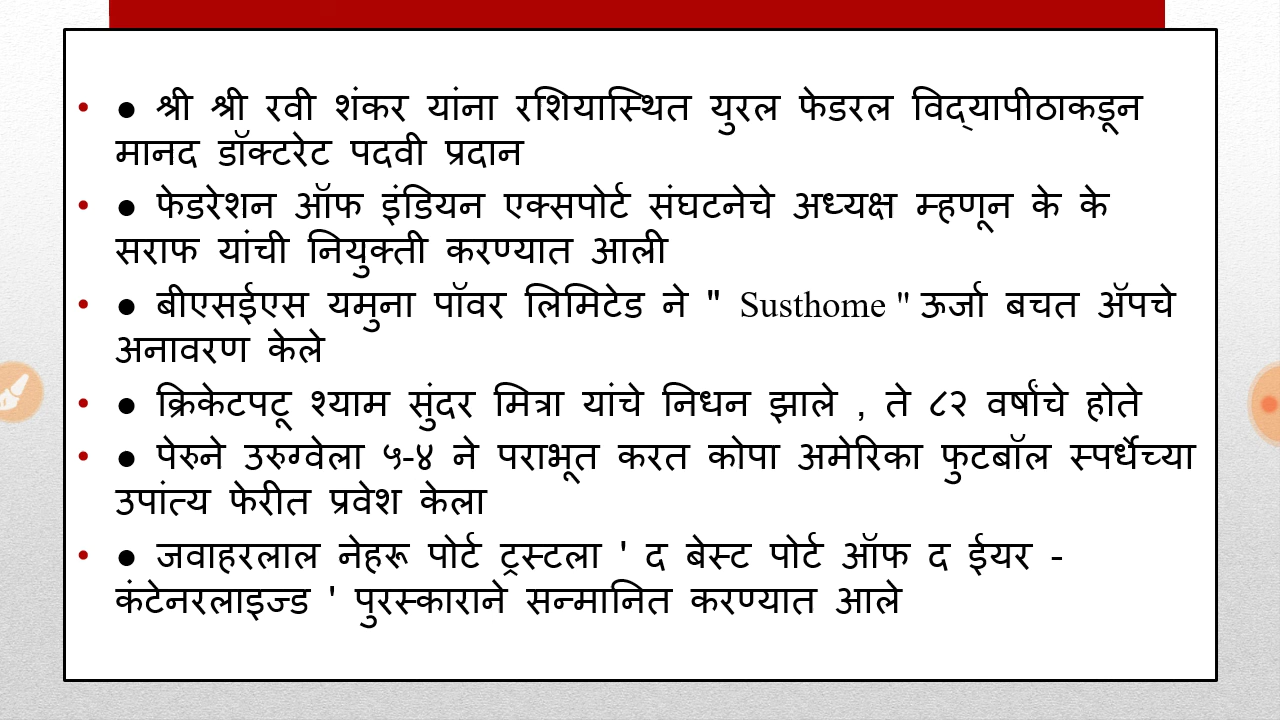 • ● श्री श्री रवी शंकर यांना रशियास्थित युरल फेडरल विद्‌यापीठाकडून
मानद डॉक्टरेट पदवी प्रदान
• ● फेडरेशन ऑफ इंडियन एक्सपोर्ट संघटनेचे अध्यक्ष म्हणून के के
सराफ यांची नियुक्ती करण्यात आली
• ● बीएसईएस यमुना पॉवर लिमिटेड ने " Susthome " ऊर्जा बचत ॲपचे
अनावरण केले
• ● क्रिकेटपटू श्याम सुंदर मित्रा यांचे निधन झाले , ते ८२ वर्षांचे होते
• ● पेरुने उरुग्वेला ५-४ ने पराभूत करत कोपा अमेरिका फुटबॉल स्पर्धेच्या
उपांत्य फेरीत प्रवेश केला
• ● जवाहरलाल नेहरू पोर्ट ट्रस्टला ' द बेस्ट पोर्ट ऑफ द ईयर -
कंटेनरलाइज्ड ' पुरस्काराने सन्मानित करण्यात आले